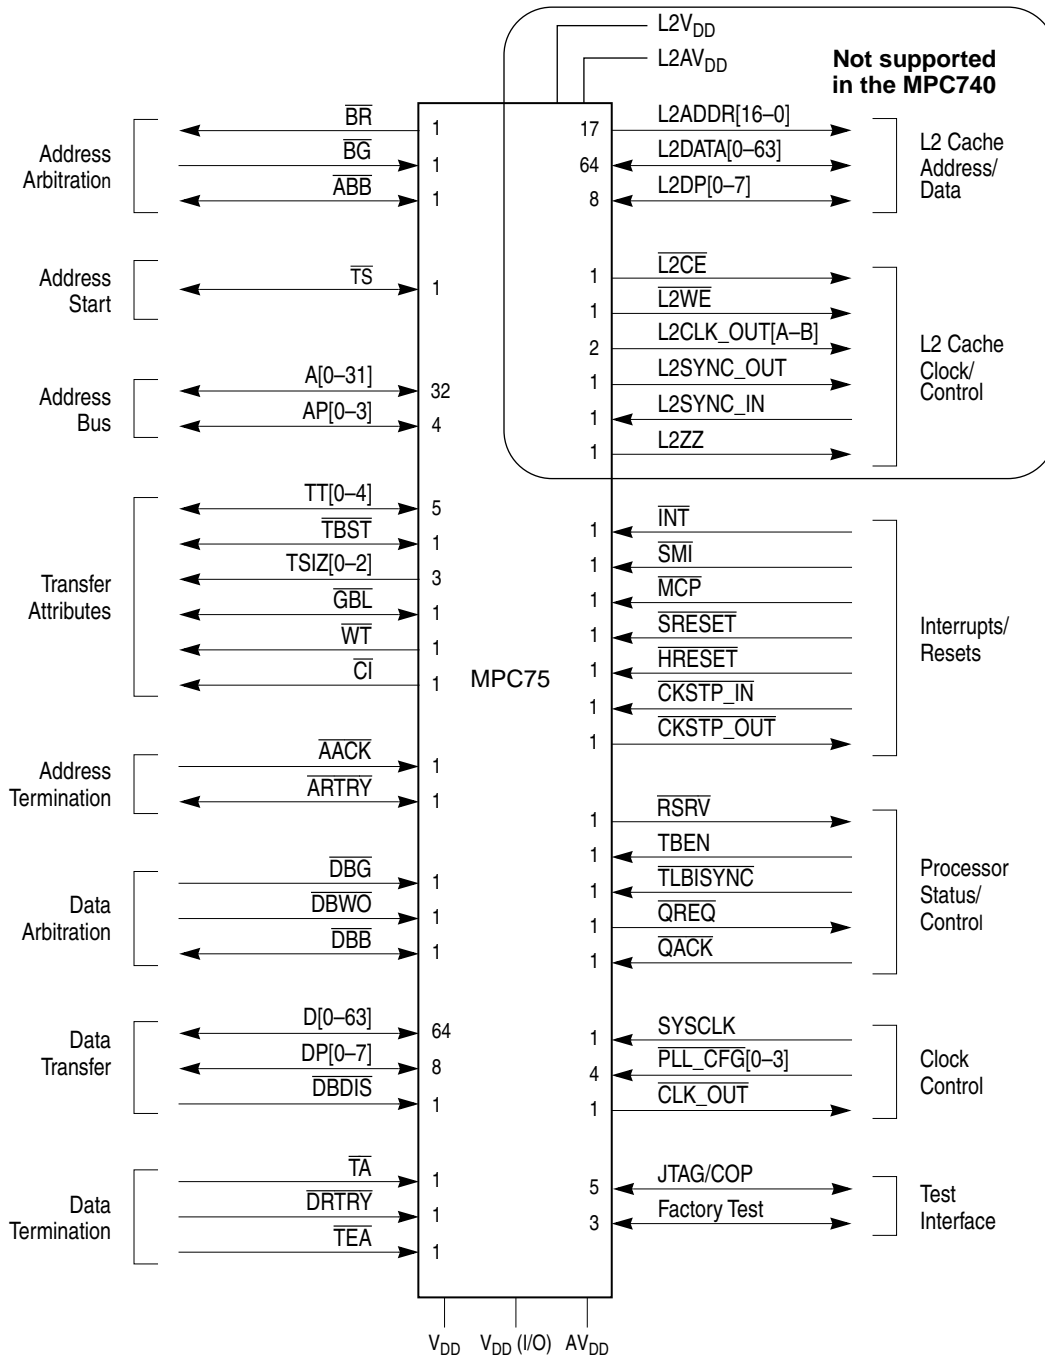 L2VDD
L2AVDD
Not supported
in the MPC740
Address
Arbitration
BR
1
BG
1
ABB
1
Address
Start
TS
1
Address
Bus
A[0–31]
32
AP[0–3]
4
Transfer
Attributes
TT[0–4]
5
TBST
1
TSIZ[0–2]
3
GBL
1
WT
1
CI
1
Address
Termination
AACK
1
ARTRY
1
Data
Arbitration
DBG
1
DBWO
1
DBB
1
Data
Transfer
D[0–63]
64
DP[0–7]
8
DBDIS
1
Data
Termination
TA
1
DRTRY
1
TEA
1
MPC75
17
L2ADDR[16–0]
64
L2DATA[0–63]
8
L2DP[0–7]
L2 Cache
Address/
Data
1
L2CE
1
L2WE
2
L2CLK_OUT[A–B]
1
L2SYNC_OUT
1
L2SYNC_IN
1
L2ZZ
L2 Cache
Clock/
Control
1
INT
1
SMI
1
MCP
1
SRESET
1
HRESET
1
CKSTP_IN
1
CKSTP_OUT
Interrupts/
Resets
1
RSRV
1
TBEN
1
TLBISYNC
1
QREQ
1
QACK
Processor
Status/
Control
1
SYSCLK
4
PLL_CFG[0–3]
1
CLK_OUT
Clock
Control
5
JTAG/COP
3
Factory Test
Test
Interface
VDD
VDD (I/O)
AVDD